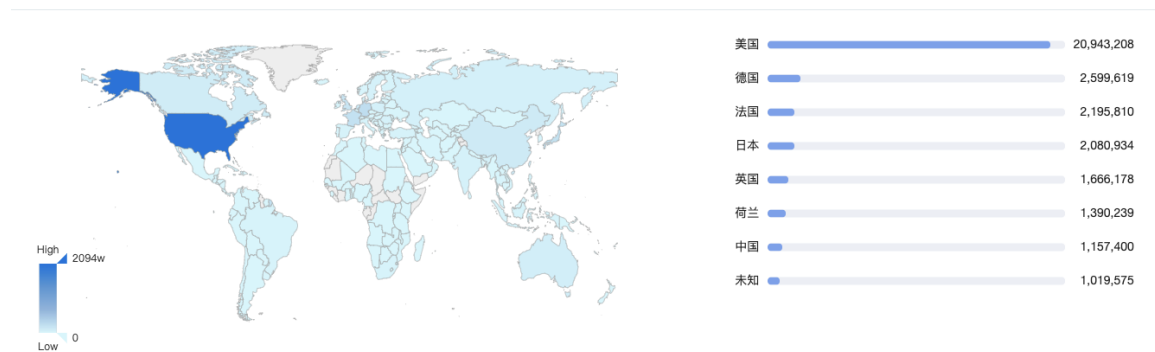 High
2094w
0
Low
美国 20,943,208
德国 2,599,619
法国 2,195,810
日本 2,080,934
英国 1,666,178
荷兰 1,390,239
中国 1,157,400
未知 1,019,575